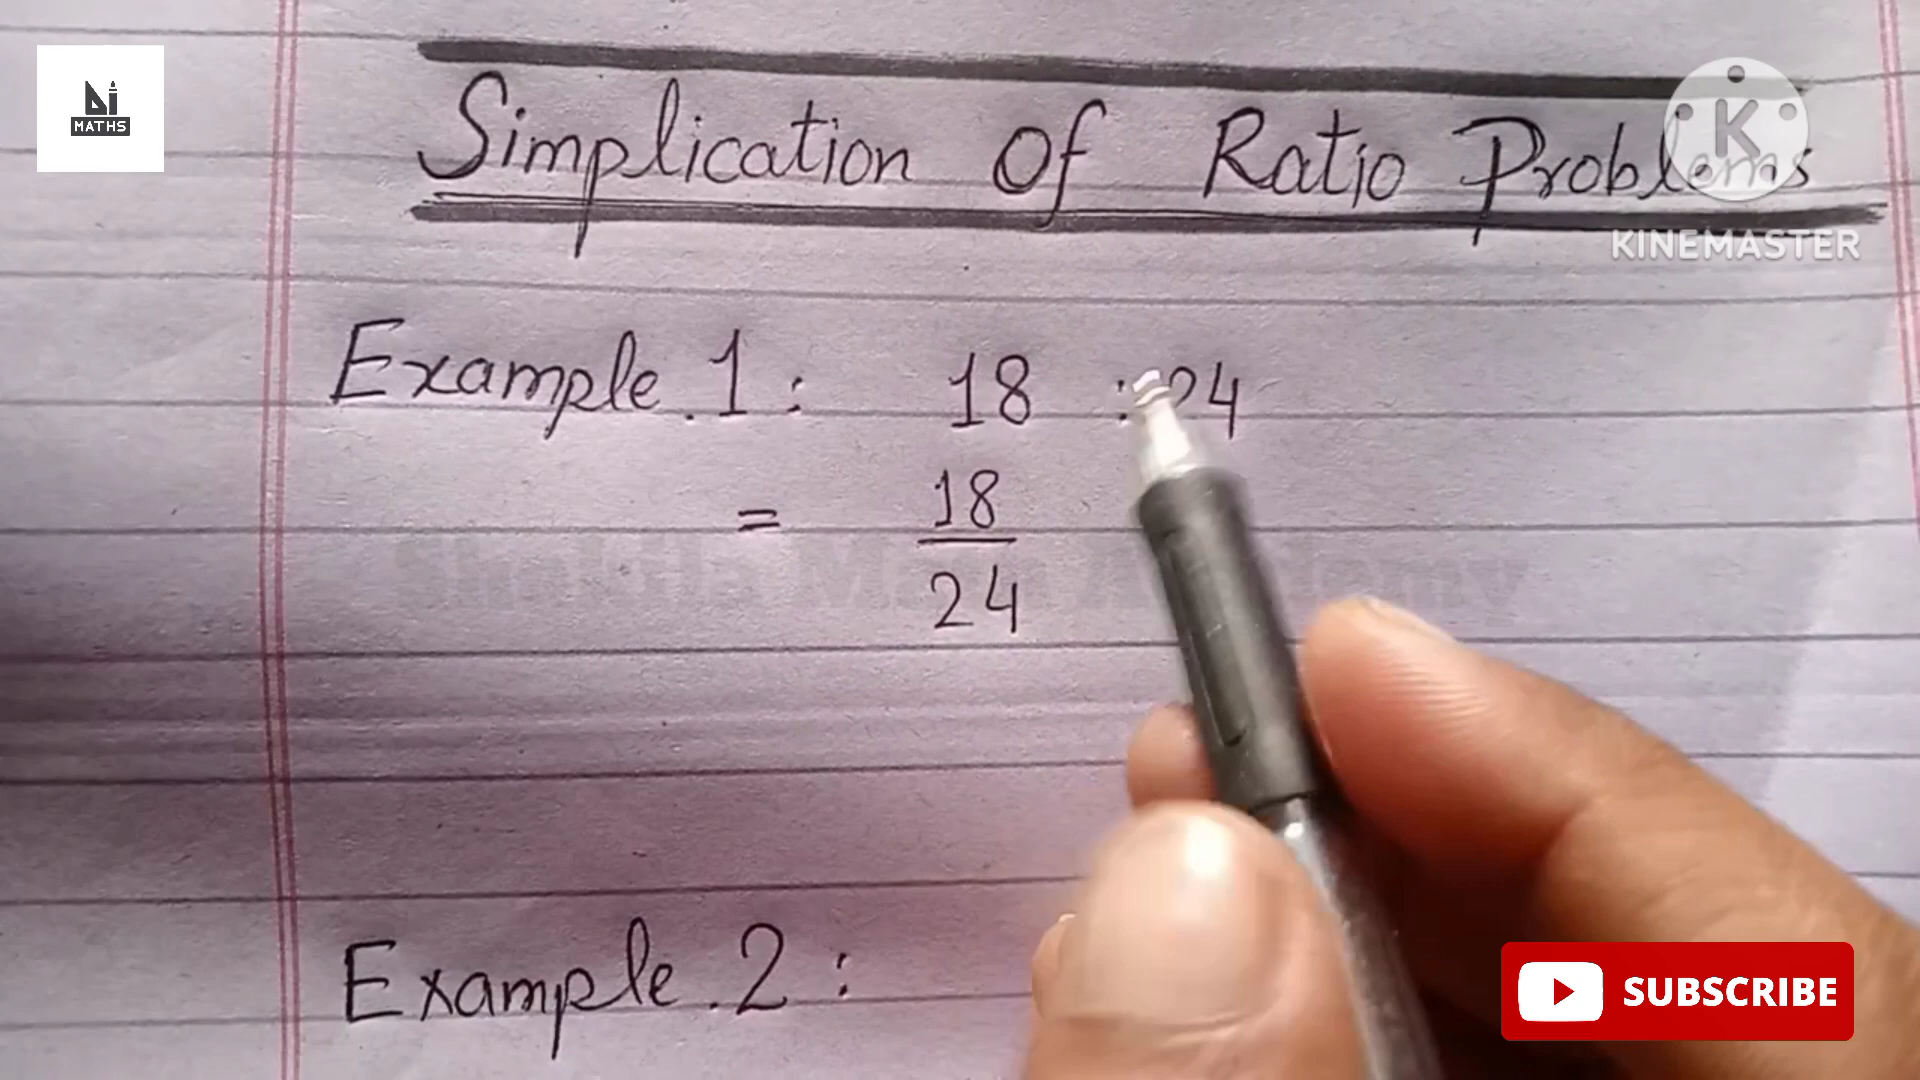 MATHS
Simplication Of Ratio Problems
K
KINEMASTER
Example.1: 18 : 24
= 18
24
Example.2:
SUBSCRIBE